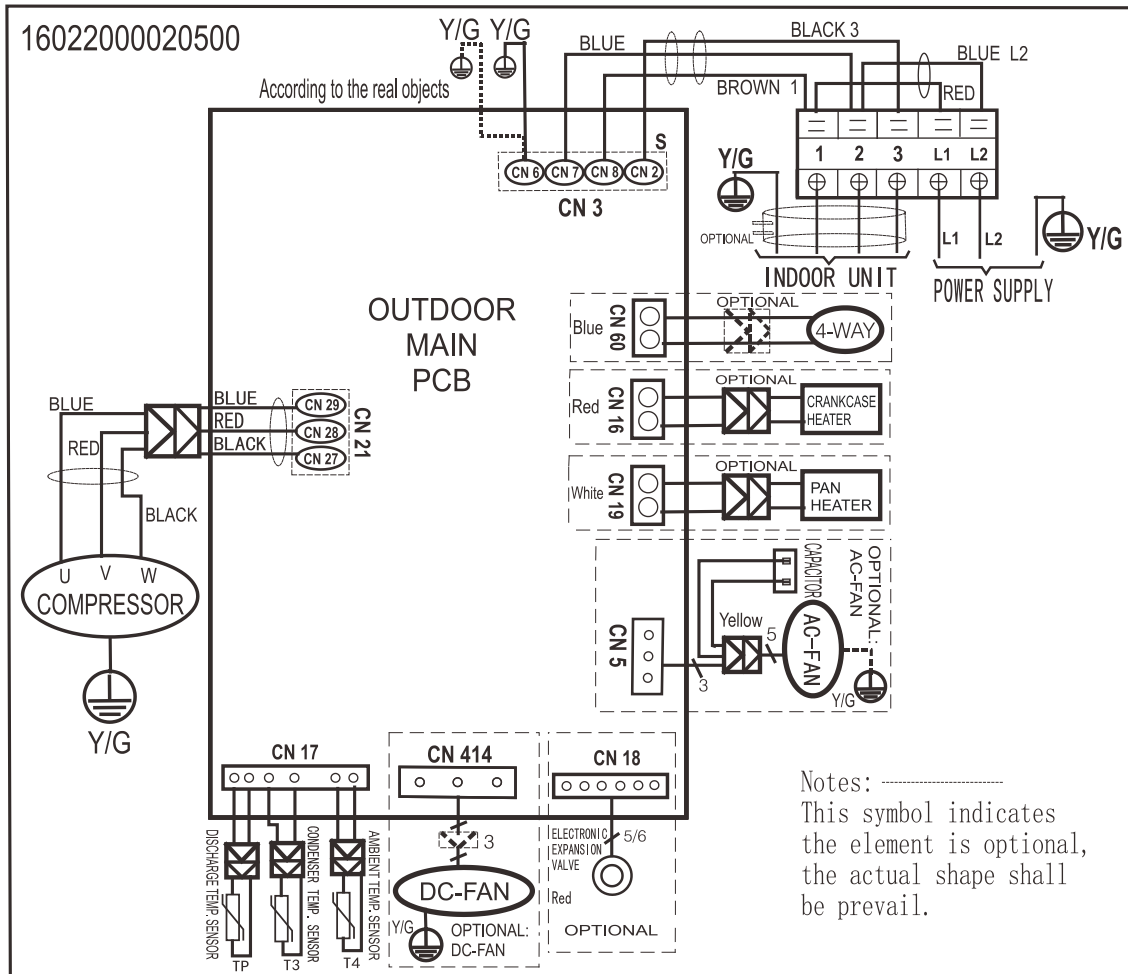 16022000020500
Y/G Y/G
According to the real objects
BLUE
BLACK 3
BLUE L2
BROWN 1
RED
S
CN 6 CN 7 CN 8 CN 2
CN 3
1 2 3 L1 L2
Y/G
OPTIONAL
L1 L2
Y/G
INDOOR UNIT
POWER SUPPLY
OUTDOOR
MAIN
PCB
OPTIONAL
Blue
CN 60
4-WAY
OPTIONAL
Red
CN 16
CRANKCASE
HEATER
OPTIONAL
White
CN 19
PAN
HEATER
BLUE
RED
BLACK
BLUE
RED
BLACK
CN 29
CN 28
CN 27
CN 21
U V W
COMPRESSOR
Y/G
CAPACITOR
OPTIONAL:
AC-FAN
Yellow
CN 5
3
5
AC-FAN
Y/G
CN 17
DISCHARGE TEMP. SENSOR
CONDENSER TEMP. SENSOR
AMBIENT TEMP. SENSOR
TP T3 T4
CN 414
3
DC-FAN
Y/G
OPTIONAL:
DC-FAN
CN 18
ELECTRONIC
EXPANSION
VALVE
5/6
Red
OPTIONAL
Notes:
This symbol indicates
the element is optional,
the actual shape shall
be prevail.